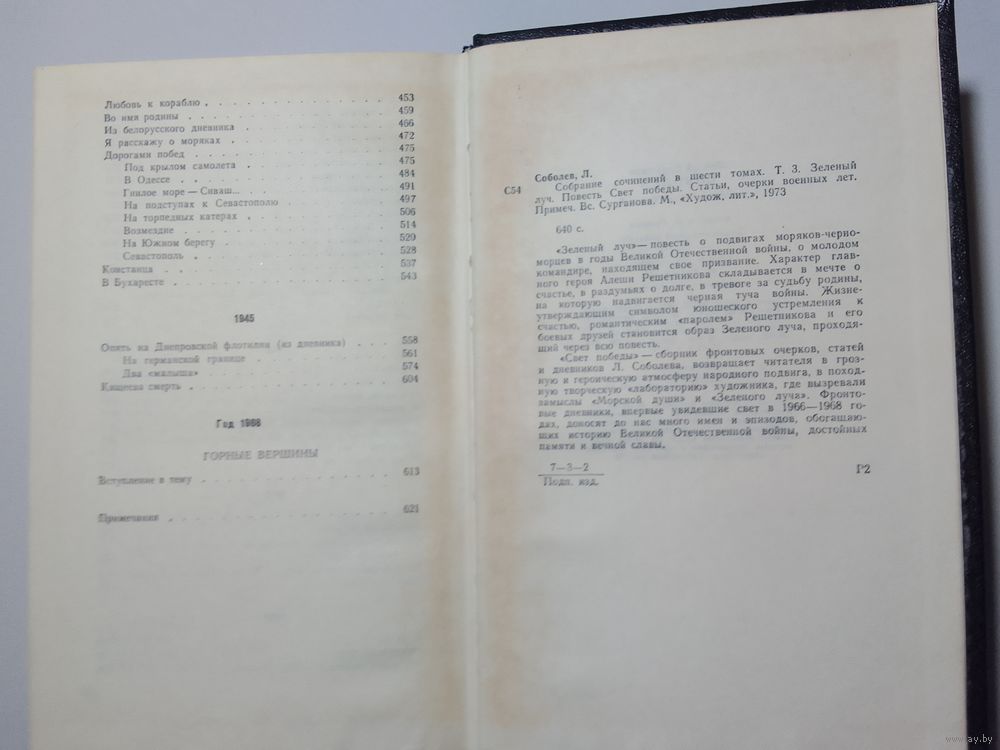 Любовь к кораблю . . . . . . . . . . . . 453
Во имя родины . . . . . . . . . . . . 459
Из белорусского дневника . . . . . . . . . . 466
Я расскажу о моряках . . . . . . . . . . . 472
Дорогами побед . . . . . . . . . . . . 475
Под крылом самолета . . . . . . . . . . 475
В Одессе . . . . . . . . . . . . 484
Гнилое море — Сиваш... . . . . . . . . . . 491
На подступах к Севастополю . . . . . . . . 497
На торпедных катерах . . . . . . . . . . 506
Возмездие . . . . . . . . . . . . 514
На Южном берегу . . . . . . . . . . . 520
Севастополь . . . . . . . . . . . . 528
Констанца . . . . . . . . . . . . 537
В Бухаресте . . . . . . . . . . . . 543
1945
Опять на Днепровской флотилии (из дневника) . . . . 558
На германской границе . . . . . . . . . . 561
Два «малыша» . . . . . . . . . . . . 574
Кащеева смерть . . . . . . . . . . . . 604
Год 1968
ГОРНЫЕ ВЕРШИНЫ
Вступление в тему . . . . . . . . . . . . 613
Примечания . . . . . . . . . . . . 621
Соболев, Л.
С54 Собрание сочинений в шести томах. Т. 3. Зеленый
луч. Повесть Свет победы. Статьи, очерки военных лет.
Примеч. Вс. Сурганова. М., «Худож. лит.», 1973
640 с.
«Зеленый луч» — повесть о подвигах моряков-черно-
морцев в годы Великой Отечественной войны, о молодом
командире, находящем свое призвание. Характер глав-
ного героя Алеши Решетникова складывается в мечте о
счастье, в раздумьях о долге, в тревоге за судьбу родины,
на которую надвигается черная туча войны. Жизне-
утверждающим символом юношеского устремления к
счастью, романтическим «паролем» Решетникова и его
боевых друзей становится образ Зеленого луча, проходя-
щий через всю повесть.
«Свет победы» — сборник фронтовых очерков, статей
и дневников Л. Соболева, возвращает читателя в гроз-
ную и героическую атмосферу народного подвига, в поход-
ную творческую «лабораторию» художника, где вызревали
замыслы «Морской души» и «Зеленого луча». Фронто-
вые дневники, впервые увидевшие свет в 1966—1968 го-
дах, доносят до нас много имен и эпизодов, обогащаю-
щих историю Великой Отечественной войны, достойных
памяти и вечной славы.
7—3—2
Подп. изд.
Р2
www.ay.by